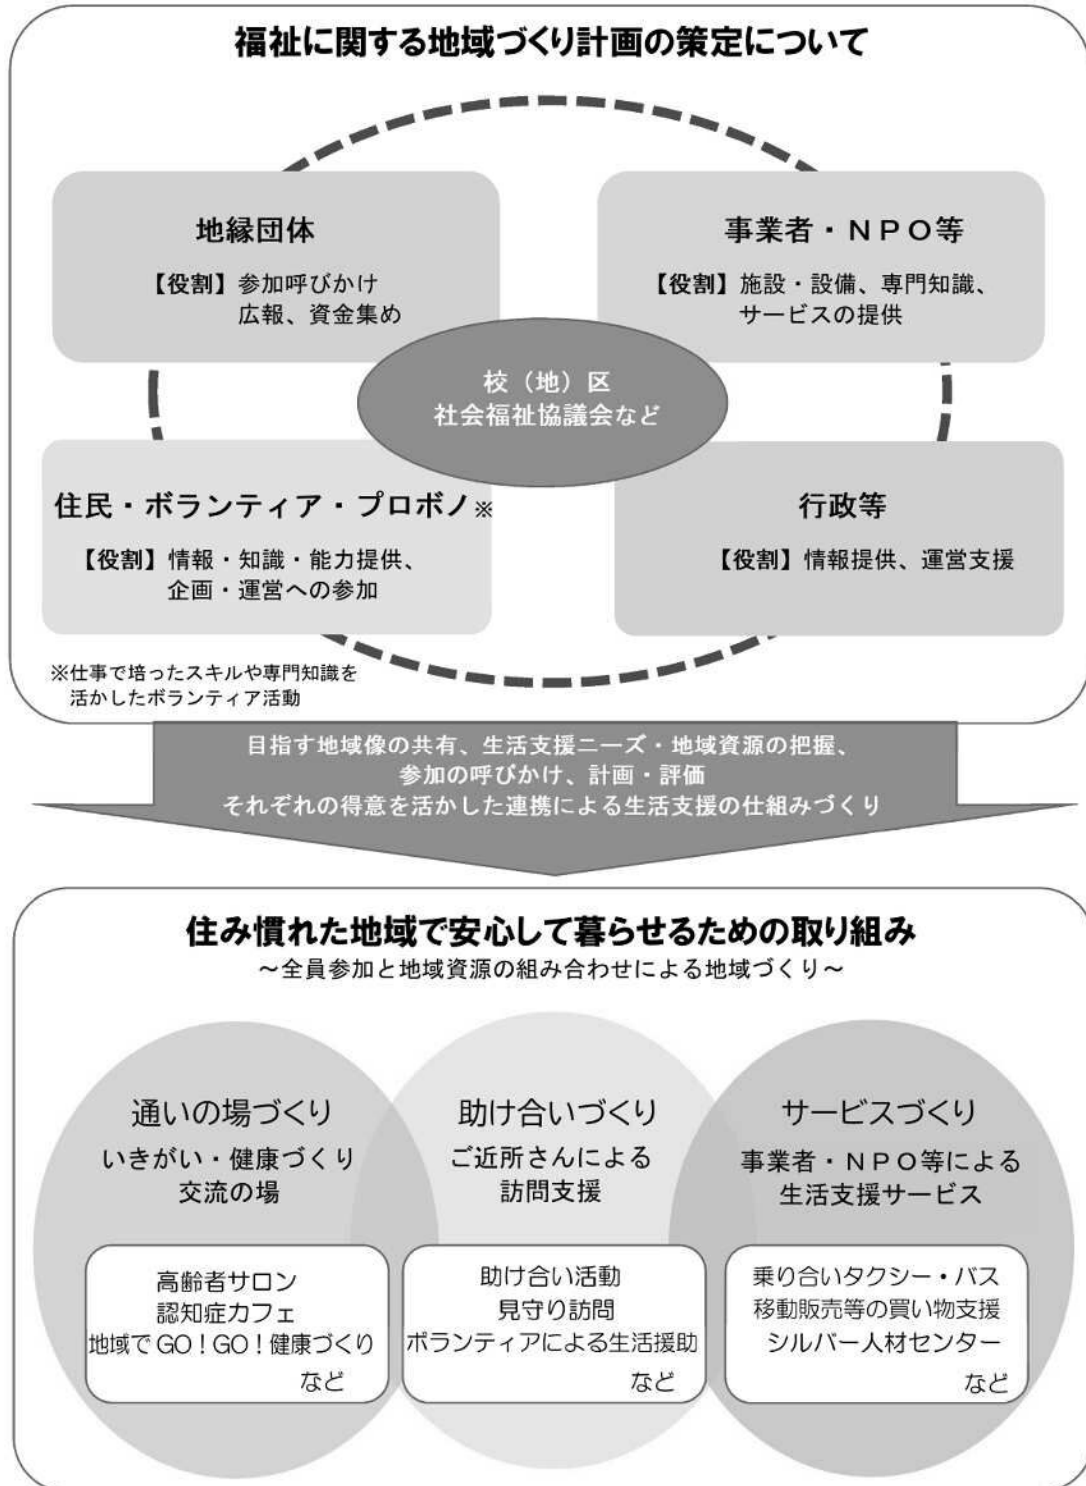 福祉に関する地域づくり計画の策定について
地縁団体
【役割】参加呼びかけ
広報、資金集め
事業者・ＮＰＯ等
【役割】施設・設備、専門知識、
サービスの提供
校（地）区
社会福祉協議会など
住民・ボランティア・プロボノ※
【役割】情報・知識・能力提供、
企画・運営への参加
行政等
【役割】情報提供、運営支援
※仕事で培ったスキルや専門知識を
活かしたボランティア活動
目指す地域像の共有、生活支援ニーズ・地域資源の把握、
参加の呼びかけ、計画・評価
それぞれの得意を活かした連携による生活支援の仕組みづくり
住み慣れた地域で安心して暮らせるための取り組み
～全員参加と地域資源の組み合わせによる地域づくり～
通いの場づくり
いきがい・健康づくり
交流の場
高齢者サロン
認知症カフェ
地域でGO！GO！健康づくり
など
助け合いづくり
ご近所さんによる
訪問支援
助け合い活動
見守り訪問
ボランティアによる生活援助
など
サービスづくり
事業者・ＮＰＯ等による
生活支援サービス
乗り合いタクシー・バス
移動販売等の買い物支援
シルバー人材センター
など